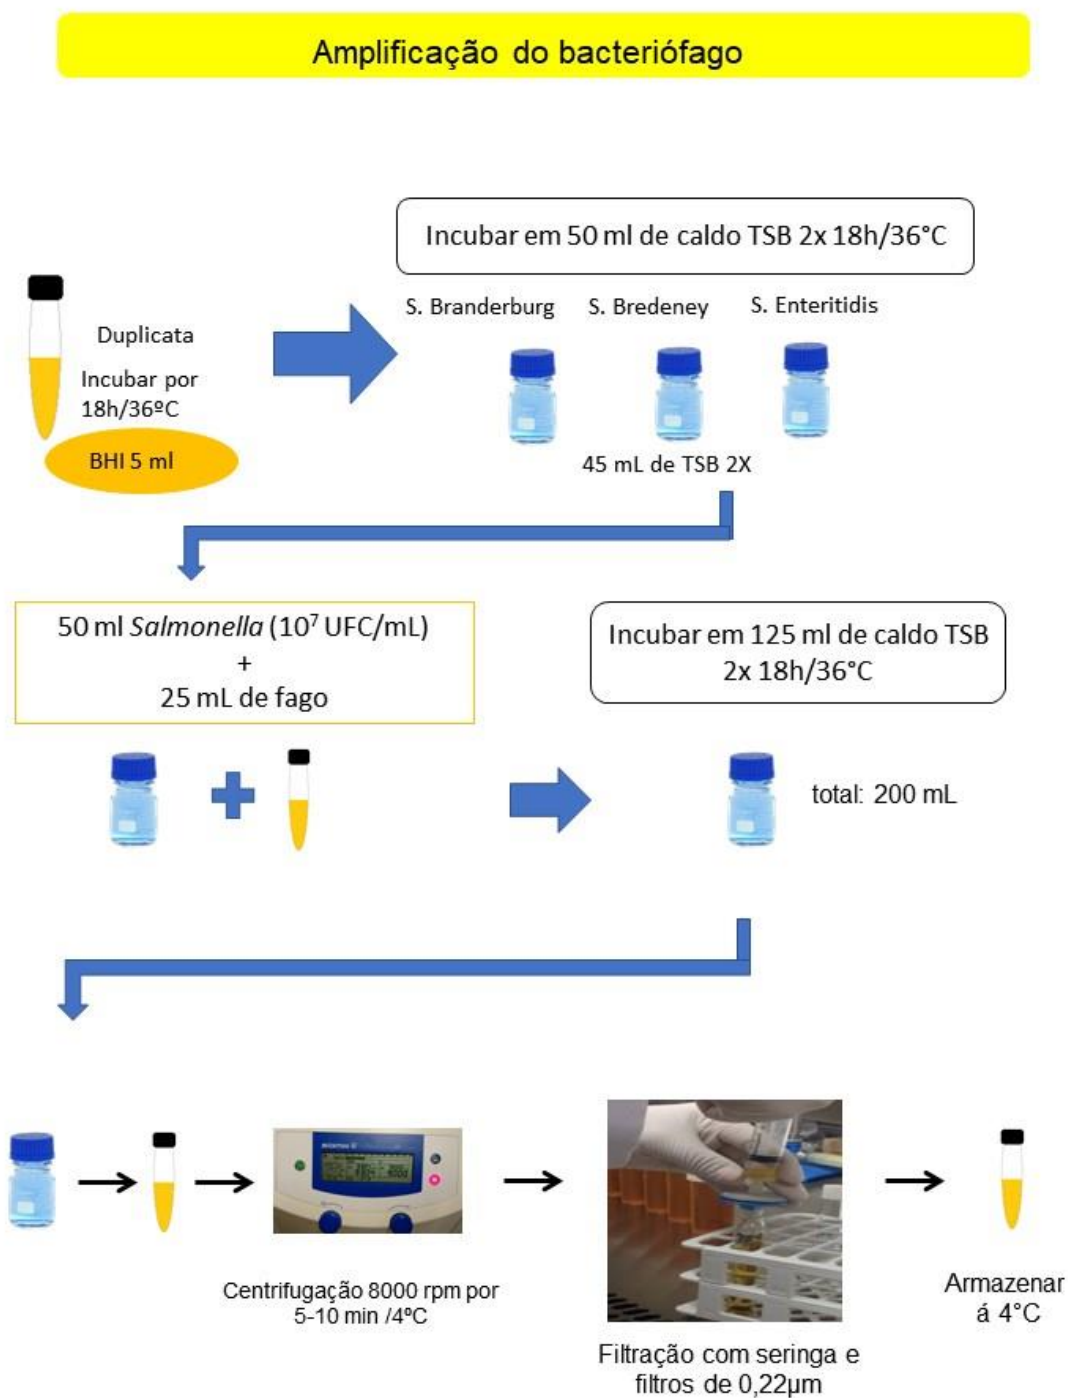 Amplificação do bacteriófago
Incubar em 50 ml de caldo TSB 2x 18h/36°C
S. Branderburg
S. Bredeney
S. Enteritidis
Duplicata
Incubar por
18h/36ºC
BHI 5 ml
45 mL de TSB 2X
50 ml Salmonella (10⁷ UFC/mL)
+
25 mL de fago
Incubar em 125 ml de caldo TSB
2x 18h/36°C
total: 200 mL
Centrifugação 8000 rpm por
5-10 min /4ºC
Filtração com seringa e
filtros de 0,22µm
Armazenar
á 4°C